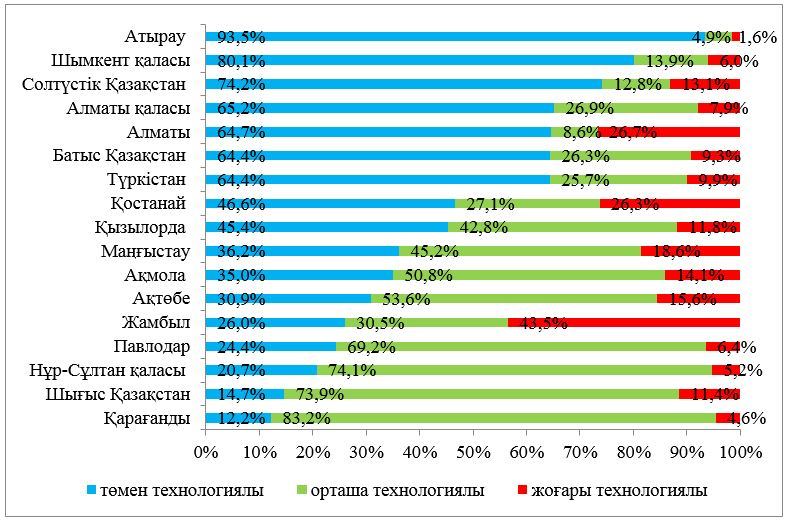 Атырау 93,5% 4,9% 1,6%
Шымкент қаласы 80,1% 13,9% 6,0%
Солтүстік Қазақстан 74,2% 12,8% 13,1%
Алматы қаласы 65,2% 26,9% 7,9%
Алматы 64,7% 8,6% 26,7%
Батыс Қазақстан 64,4% 26,3% 9,3%
Түркістан 64,4% 25,7% 9,9%
Қостанай 46,6% 27,1% 26,3%
Қызылорда 45,4% 42,8% 11,8%
Маңғыстау 36,2% 45,2% 18,6%
Ақмола 35,0% 50,8% 14,1%
Ақтөбе 30,9% 53,6% 15,6%
Жамбыл 26,0% 30,5% 43,5%
Павлодар 24,4% 69,2% 6,4%
Нұр-Сұлтан қаласы 20,7% 74,1% 5,2%
Шығыс Қазақстан 14,7% 73,9% 11,4%
Қарағанды 12,2% 83,2% 4,6%
0% 10% 20% 30% 40% 50% 60% 70% 80% 90% 100%
төмен технологиялы орташа технологиялы жоғары технологиялы